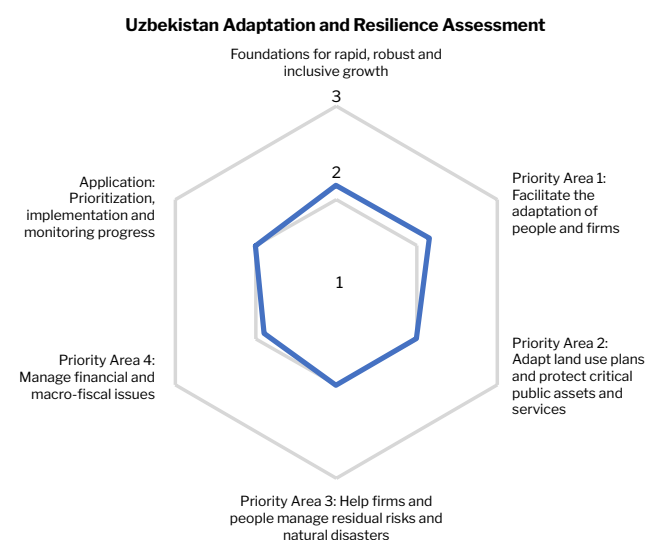 Uzbekistan Adaptation and Resilience Assessment
Foundations for rapid, robust and
inclusive growth
3
2
1
Priority Area 1:
Facilitate the
adaptation of
people and firms
Priority Area 2:
Adapt land use plans
and protect critical
public assets and
services
Priority Area 3: Help firms and
people manage residual risks and
natural disasters
Priority Area 4:
Manage financial and
macro-fiscal issues
Application:
Prioritization,
implementation and
monitoring progress